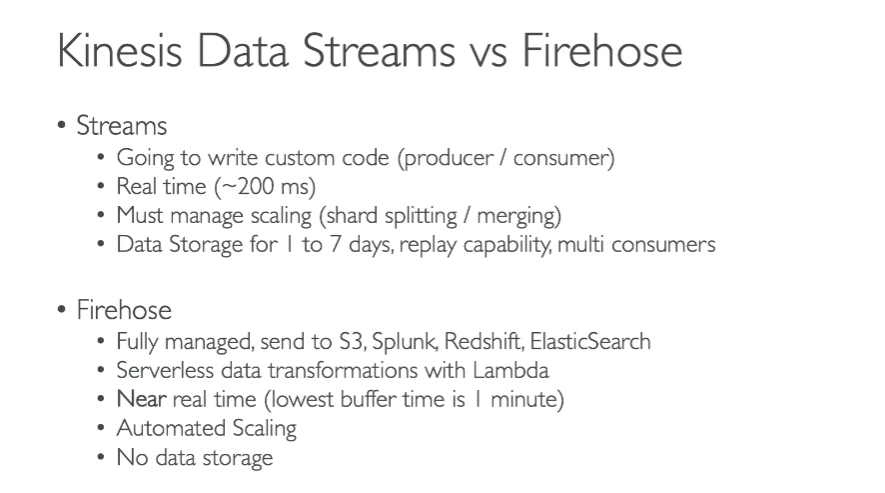 Kinesis Data Streams vs Firehose
• Streams
• Going to write custom code (producer / consumer)
• Real time (~200 ms)
• Must manage scaling (shard splitting / merging)
• Data Storage for 1 to 7 days, replay capability, multi consumers
• Firehose
• Fully managed, send to S3, Splunk, Redshift, ElasticSearch
• Serverless data transformations with Lambda
• Near real time (lowest buffer time is 1 minute)
• Automated Scaling
• No data storage